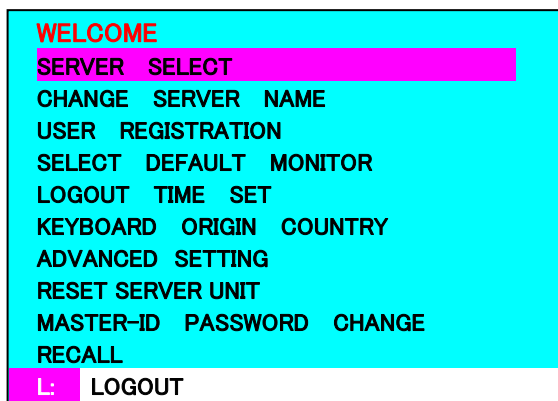 WELCOME
SERVER SELECT
CHANGE SERVER NAME
USER REGISTRATION
SELECT DEFAULT MONITOR
LOGOUT TIME SET
KEYBOARD ORIGIN COUNTRY
ADVANCED SETTING
RESET SERVER UNIT
MASTER-ID PASSWORD CHANGE
RECALL
L: LOGOUT